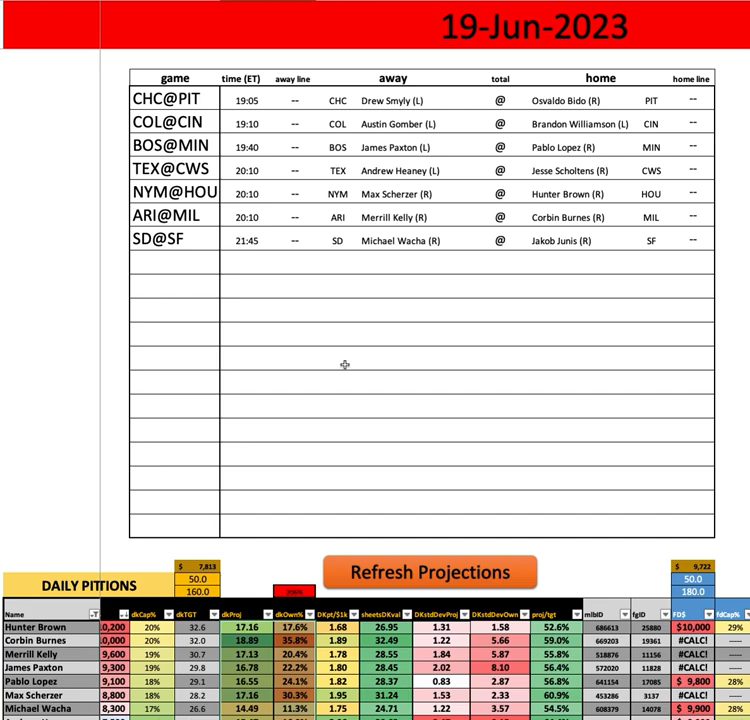 19-Jun-2023
game time (ET) away line away total home home line
CHC@PIT 19:05 -- CHC Drew Smyly (L) @ Osvaldo Bido (R) PIT --
COL@CIN 19:10 -- COL Austin Gomber (L) @ Brandon Williamson (L) CIN --
BOS@MIN 19:40 -- BOS James Paxton (L) @ Pablo Lopez (R) MIN --
TEX@CWS 20:10 -- TEX Andrew Heaney (L) @ Jesse Scholtens (R) CWS --
NYM@HOU 20:10 -- NYM Max Scherzer (R) @ Hunter Brown (R) HOU --
ARI@MIL 20:10 -- ARI Merrill Kelly (R) @ Corbin Burnes (R) MIL --
SD@SF 21:45 -- SD Michael Wacha (R) @ Jakob Junis (R) SF --
$ 7,813 $ 9,722
DAILY PITIONS 50.0 Refresh Projections 50.0
160.0 180.0
Name dkCap% dkTGT dkProj dkOwn% DKpt/$1k sheetsDKval DKstdDevProj DKstdDevOwn proj/tgt mlbID fgID FD$ fdCap%
Hunter Brown 0,200 20% 32.6 17.16 17.6% 1.68 26.95 1.31 1.58 52.6% 686613 25880 $10,000 29%
Corbin Burnes 0,000 20% 32.0 18.89 35.8% 1.89 32.49 1.22 5.66 59.0% 669203 19361 #CALC! -----
Merrill Kelly 9,600 19% 30.7 17.13 20.4% 1.78 28.55 1.84 5.87 55.8% 518876 11156 #CALC! -----
James Paxton 9,300 19% 29.8 16.78 22.2% 1.80 28.45 2.02 8.10 56.4% 572020 11828 #CALC! -----
Pablo Lopez 9,100 18% 29.1 16.55 24.1% 1.82 28.37 0.83 2.87 56.8% 641154 17085 $ 9,800 28%
Max Scherzer 8,800 18% 28.2 17.16 30.3% 1.95 31.24 1.53 2.33 60.9% 453286 3137 #CALC! -----
Michael Wacha 8,300 17% 26.6 14.49 11.3% 1.75 24.71 1.22 3.57 54.5% 608379 14078 $ 9,900 28%